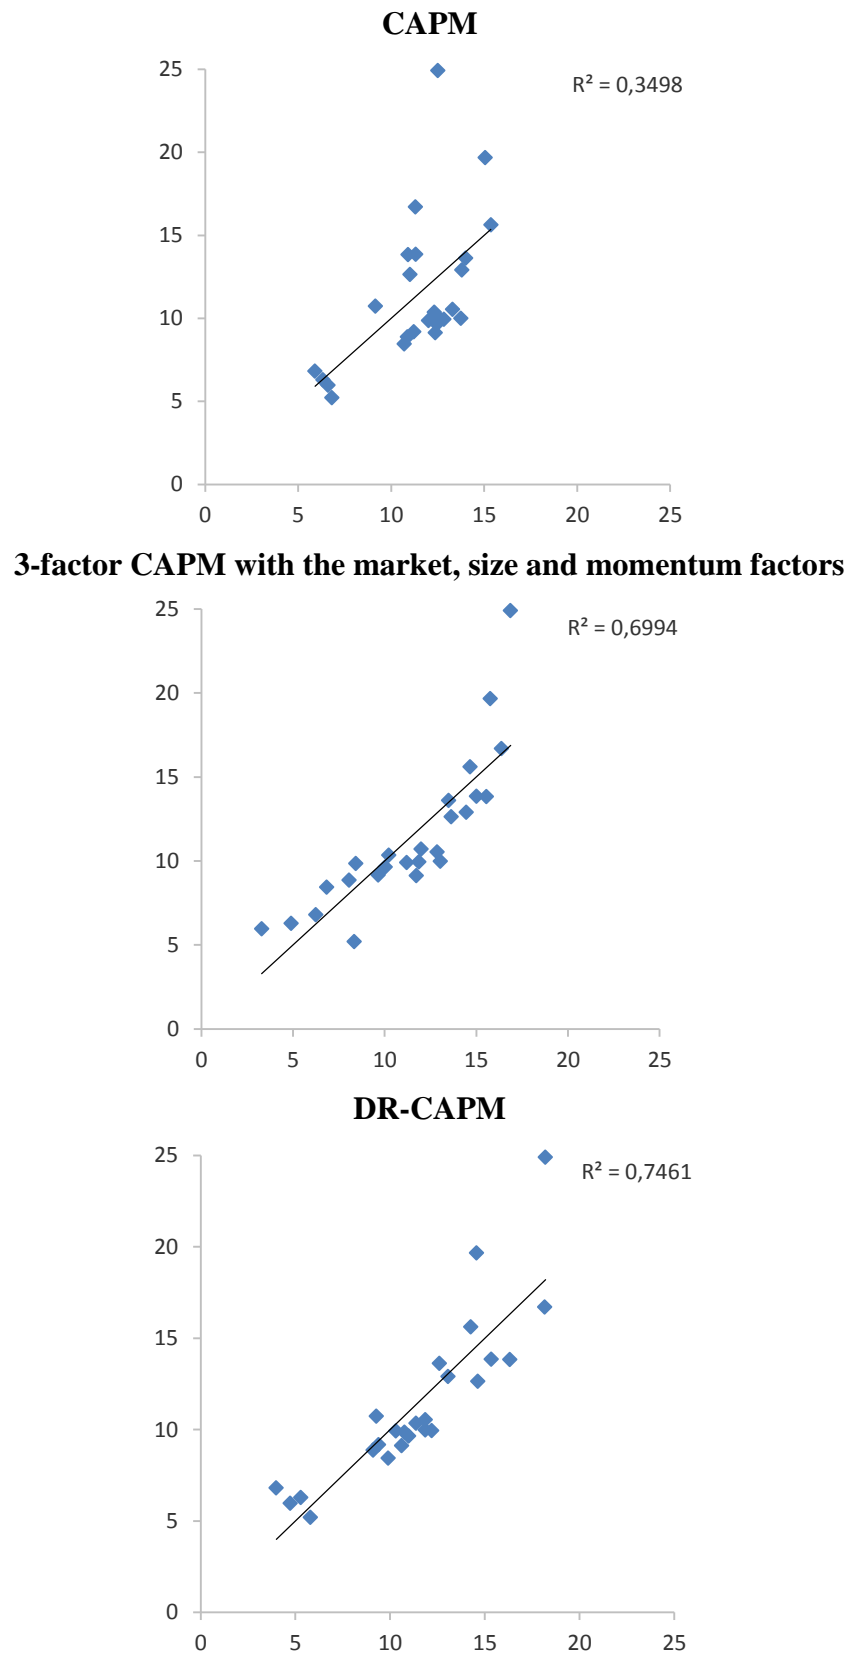 CAPM
25
R² = 0,3498
20
15
10
5
0
0 5 10 15 20 25
3-factor CAPM with the market, size and momentum factors
25
R² = 0,6994
20
15
10
5
0
0 5 10 15 20 25
DR-CAPM
25
R² = 0,7461
20
15
10
5
0
0 5 10 15 20 25